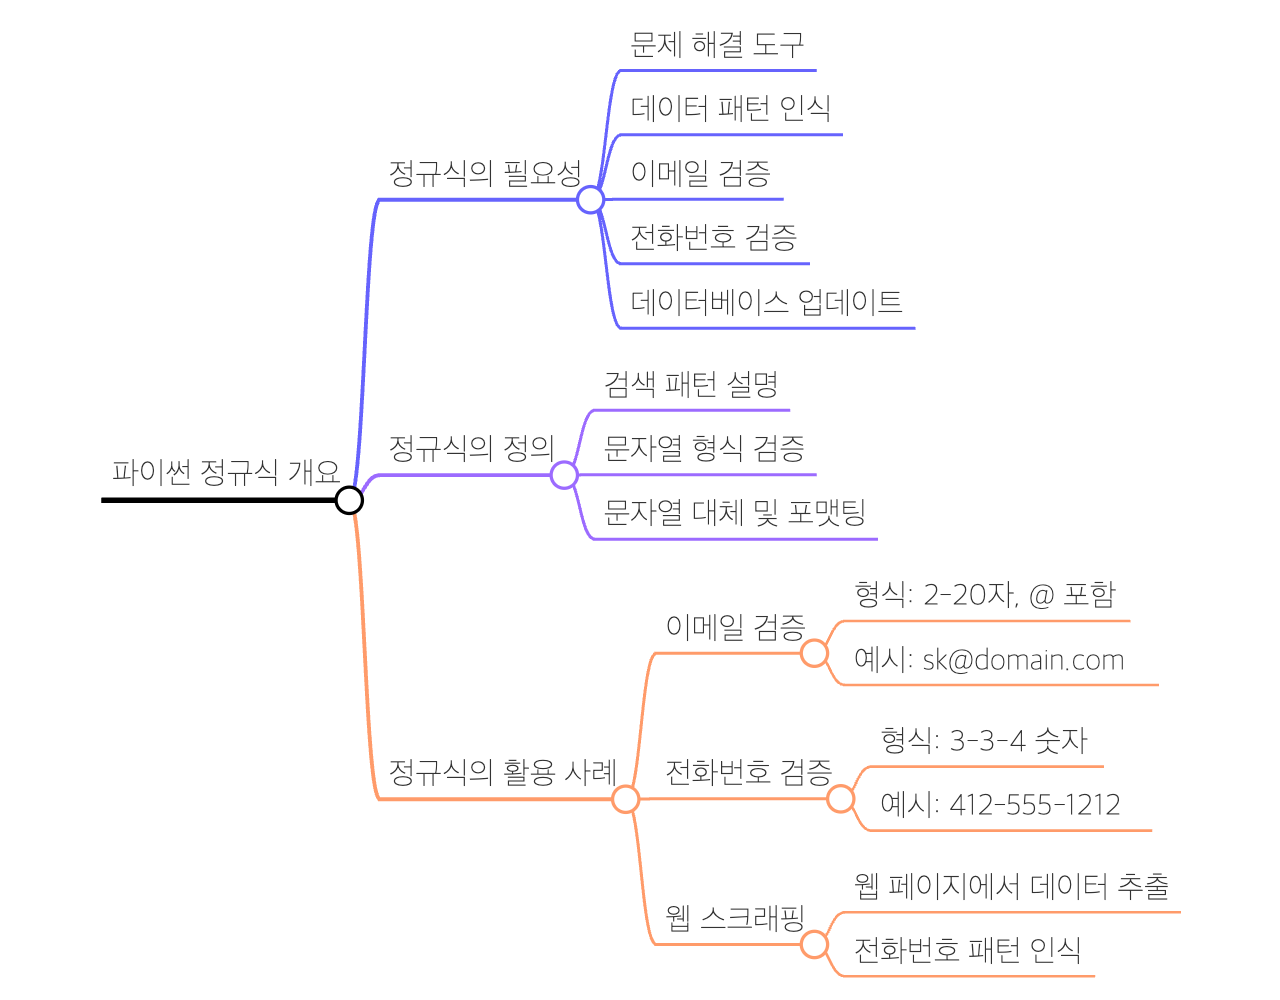 파이썬 정규식 개요
정규식의 필요성
문제 해결 도구
데이터 패턴 인식
이메일 검증
전화번호 검증
데이터베이스 업데이트
정규식의 정의
검색 패턴 설명
문자열 형식 검증
문자열 대체 및 포맷팅
정규식의 활용 사례
이메일 검증
형식: 2-20자, @ 포함
예시: sk@domain.com
전화번호 검증
형식: 3-3-4 숫자
예시: 412-555-1212
웹 스크래핑
웹 페이지에서 데이터 추출
전화번호 패턴 인식